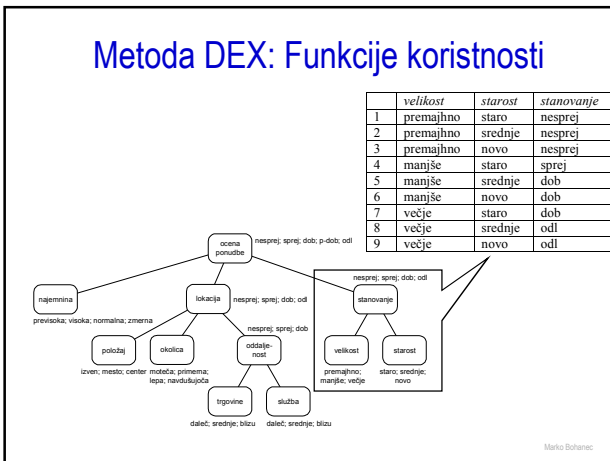 Metoda DEX: Funkcije koristnosti
velikost starost stanovanje
1 premajhno staro nesprej
2 premajhno srednje nesprej
3 premajhno novo nesprej
4 manjše staro sprej
5 manjše srednje dob
6 manjše novo dob
7 večje staro dob
8 večje srednje odl
9 večje novo odl
ocena
ponudbe
nesprej; sprej; dob; p-dob; odl
najemnina
previsoka; visoka; normalna; zmerna
lokacija
nesprej; sprej; dob; odl
nesprej; sprej; dob; odl
stanovanje
položaj
izven; mesto; center
okolica
moteča; primerna;
lepa; navdušujoča
nesprej; sprej; dob
oddalje-
nost
velikost
premajhno;
manjše; večje
starost
staro; srednje;
novo
trgovine
daleč; srednje; blizu
služba
daleč; srednje; blizu
Marko Bohanec